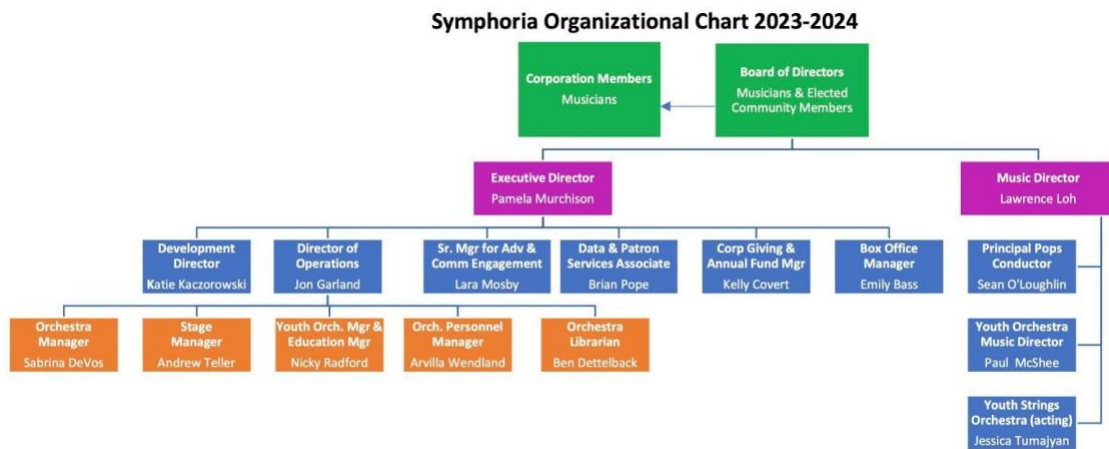 Symphoria Organizational Chart 2023-2024
Corporation Members
Musicians
Board of Directors
Musicians & Elected
Community Members
Executive Director
Pamela Murchison
Music Director
Lawrence Loh
Development
Director
Katie Kaczorowski
Director of
Operations
Jon Garland
Sr. Mgr for Adv &
Comm Engagement
Lara Mosby
Data & Patron
Services Associate
Brian Pope
Corp Giving &
Annual Fund Mgr
Kelly Covert
Box Office
Manager
Emily Bass
Principal Pops
Conductor
Sean O'Loughlin
Orchestra
Manager
Sabrina DeVos
Stage
Manager
Andrew Teller
Youth Orch. Mgr &
Education Mgr
Nicky Radford
Orch. Personnel
Manager
Arvilla Wendland
Orchestra
Librarian
Ben Dettelback
Youth Orchestra
Music Director
Paul McShee
Youth Strings
Orchestra (acting)
Jessica Tumajyan